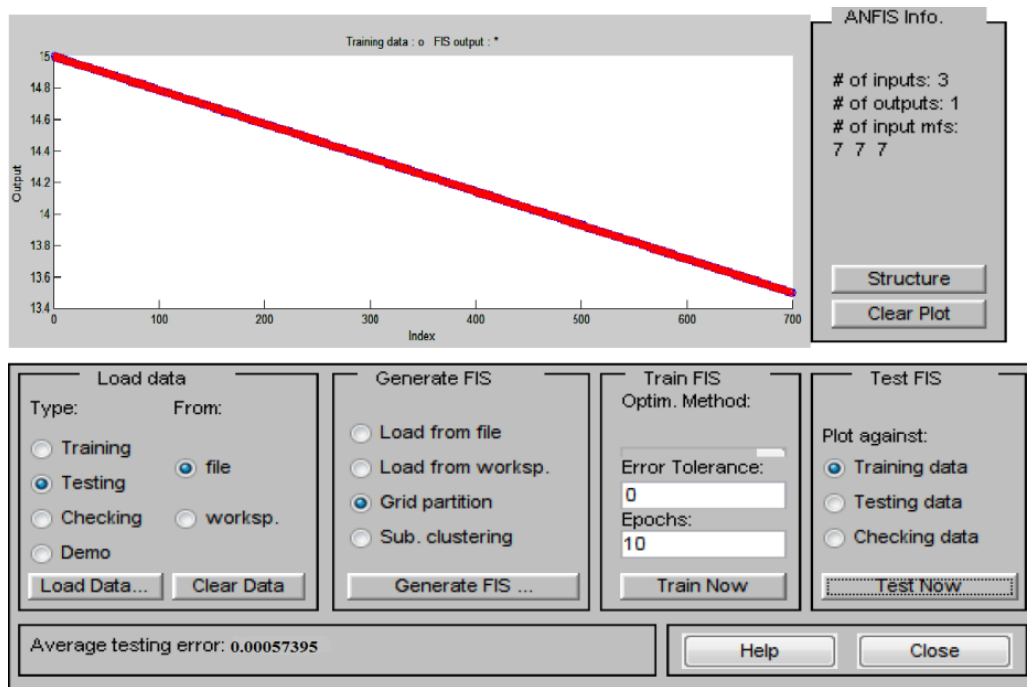 Training data : o   FIS output : *
15
14.8
14.6
14.4
14.2
14
13.8
13.6
13.4
Output
0 100 200 300 400 500 600 700
Index
ANFIS Info.
# of inputs: 3
# of outputs: 1
# of input mfs:
7 7 7
Structure
Clear Plot
Load data
Type: From:
Training
Testing
Checking
Demo
file
worksp.
Load Data... Clear Data
Generate FIS
Load from file
Load from worksp.
Grid partition
Sub. clustering
Generate FIS ...
Train FIS
Optim. Method:
Error Tolerance:
0
Epochs:
10
Train Now
Test FIS
Plot against:
Training data
Testing data
Checking data
Test Now
Average testing error: 0.00057395
Help Close